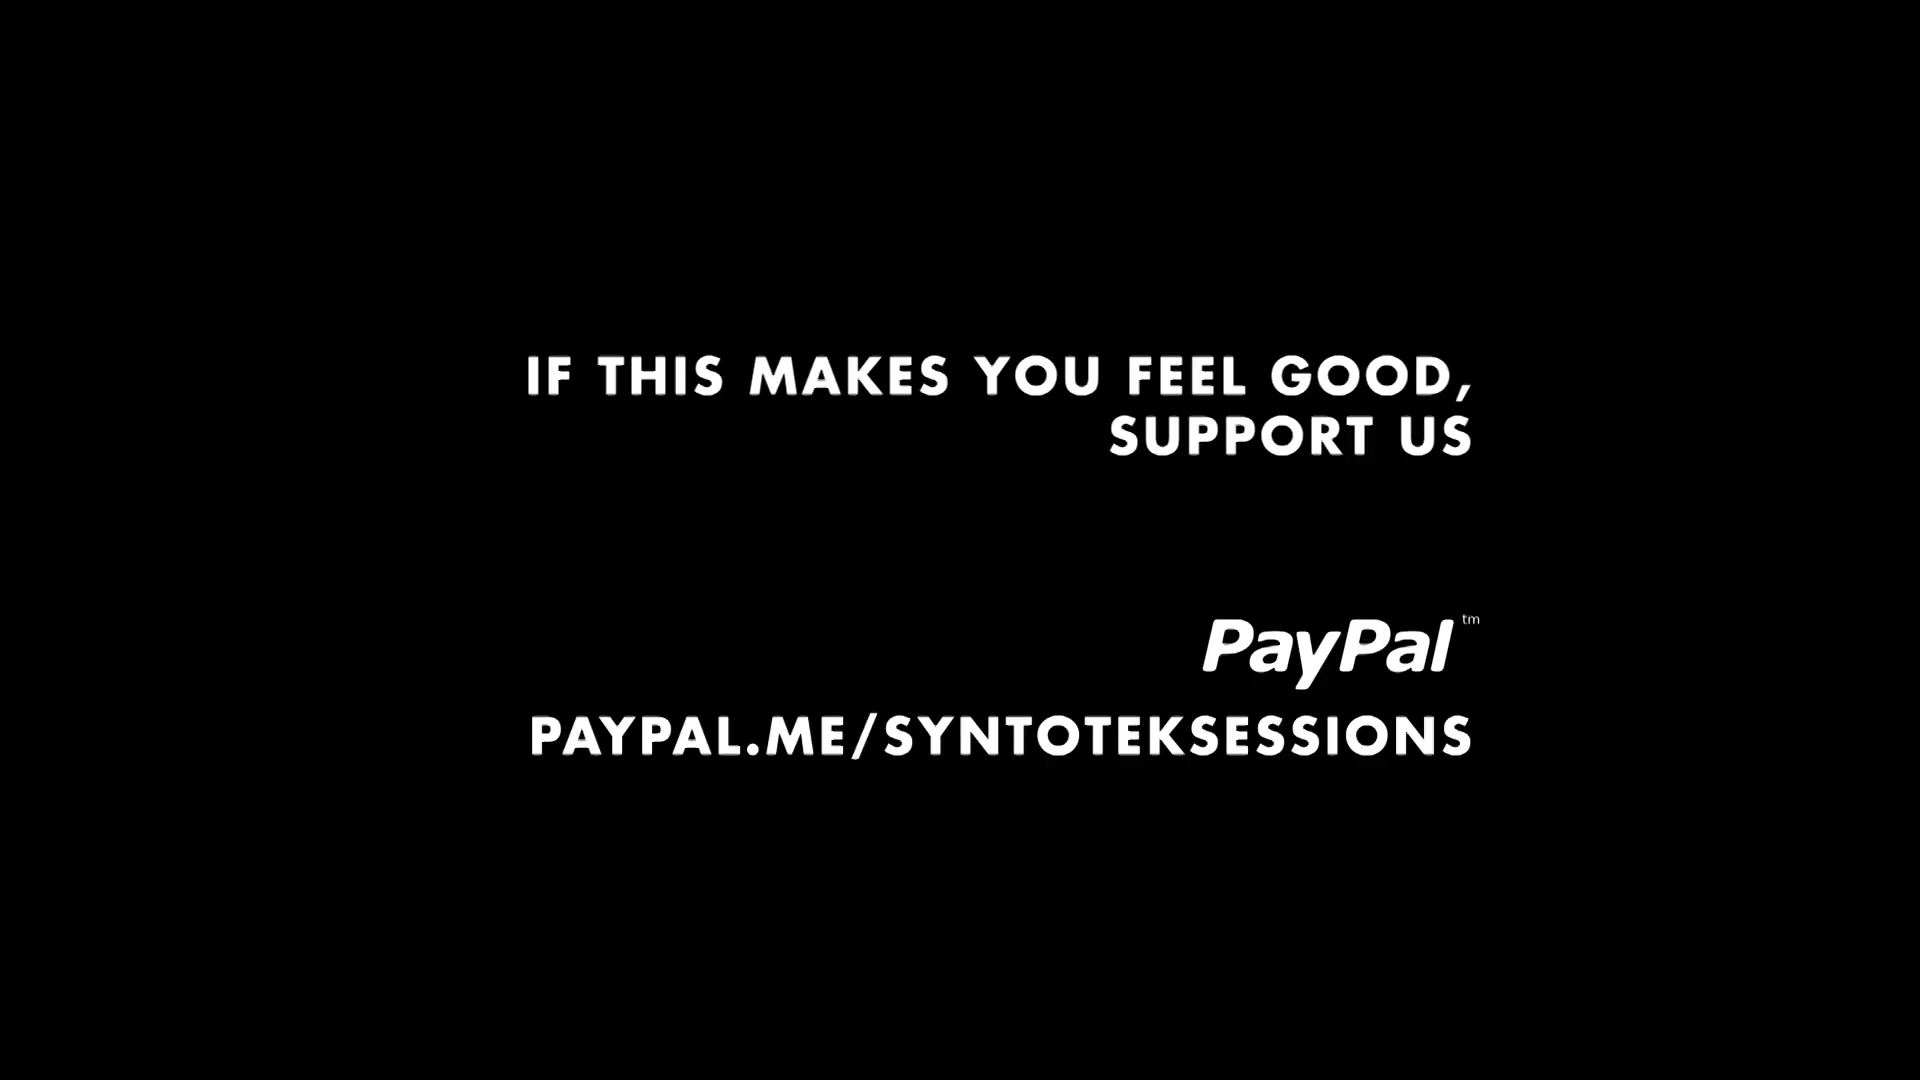 IF THIS MAKES YOU FEEL GOOD,
SUPPORT US
PayPal™
PAYPAL.ME/SYNTOTEKSESSIONS